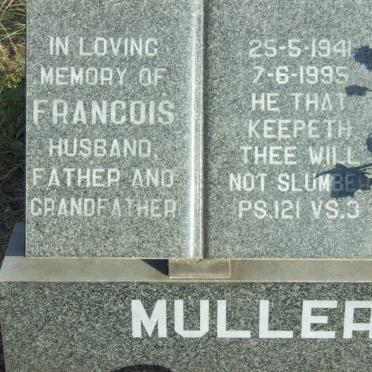 IN LOVING
MEMORY OF
FRANCOIS
HUSBAND,
FATHER AND
GRANDFATHER
25-5-1941
7-6-1995
HE THAT
KEEPETH
THEE WILL
NOT SLUMBER
PS.121 VS.3
MULLER